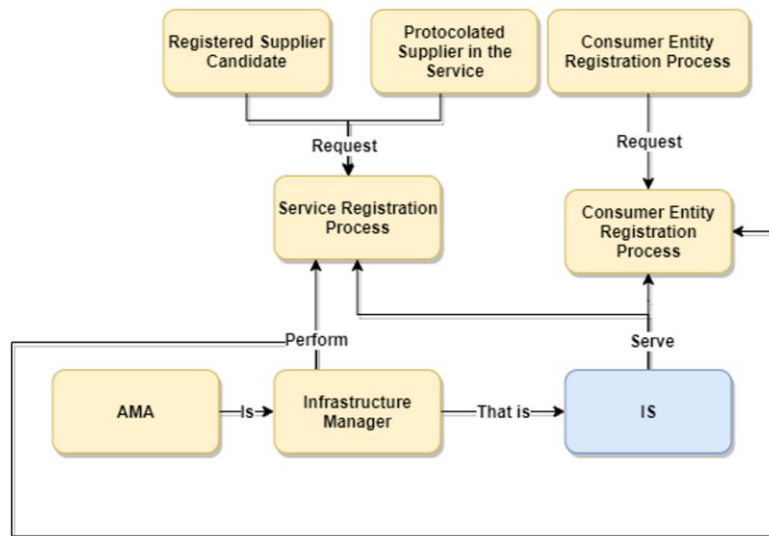 Registered Supplier
Candidate
Protocolated
Supplier in the
Service
Consumer Entity
Registration Process
Request
Request
Service Registration
Process
Consumer Entity
Registration
Process
Perform
Serve
AMA
Is
Infrastructure
Manager
That is
IS